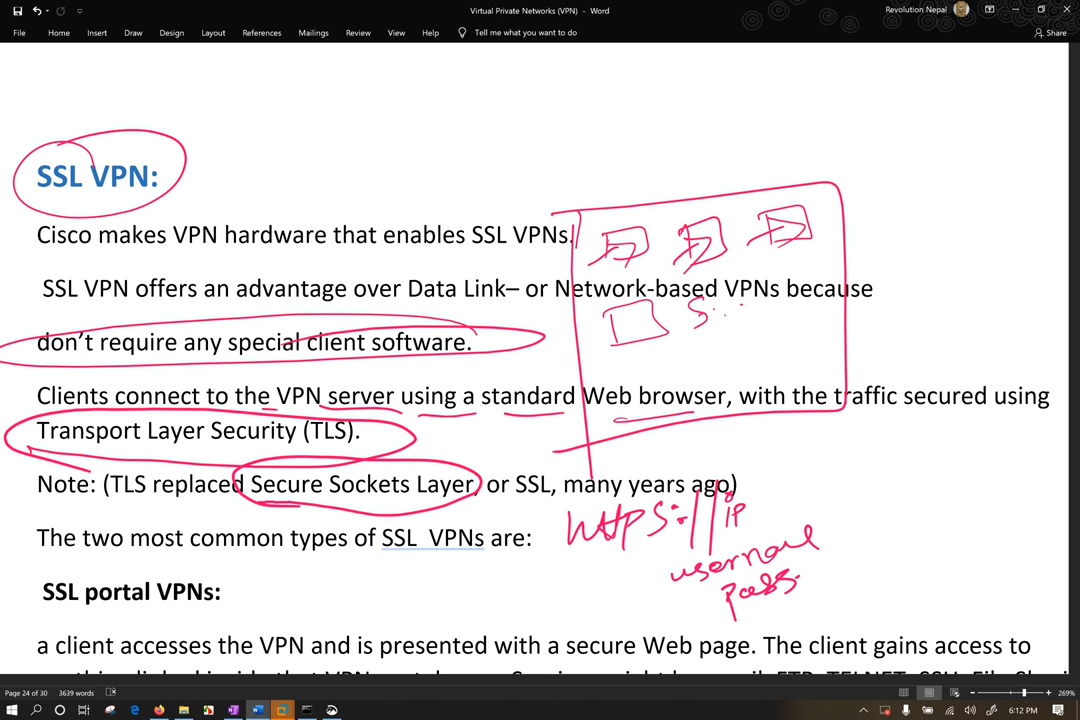 Virtual Private Networks (VPN) - Word
Revolution Nepal
File Home Insert Draw Design Layout References Mailings Review View Help Tell me what you want to do
Share
SSL VPN:
Cisco makes VPN hardware that enables SSL VPNs.
SSL VPN offers an advantage over Data Link– or Network-based VPNs because
don’t require any special client software.
Clients connect to the VPN server using a standard Web browser, with the traffic secured using
Transport Layer Security (TLS).
Note: (TLS replaced Secure Sockets Layer, or SSL, many years ago)
https://ip
The two most common types of SSL VPNs are:
username
pass
SSL portal VPNs:
a client accesses the VPN and is presented with a secure Web page. The client gains access to
Page 24 of 30 3639 words
269%
6:12 PM